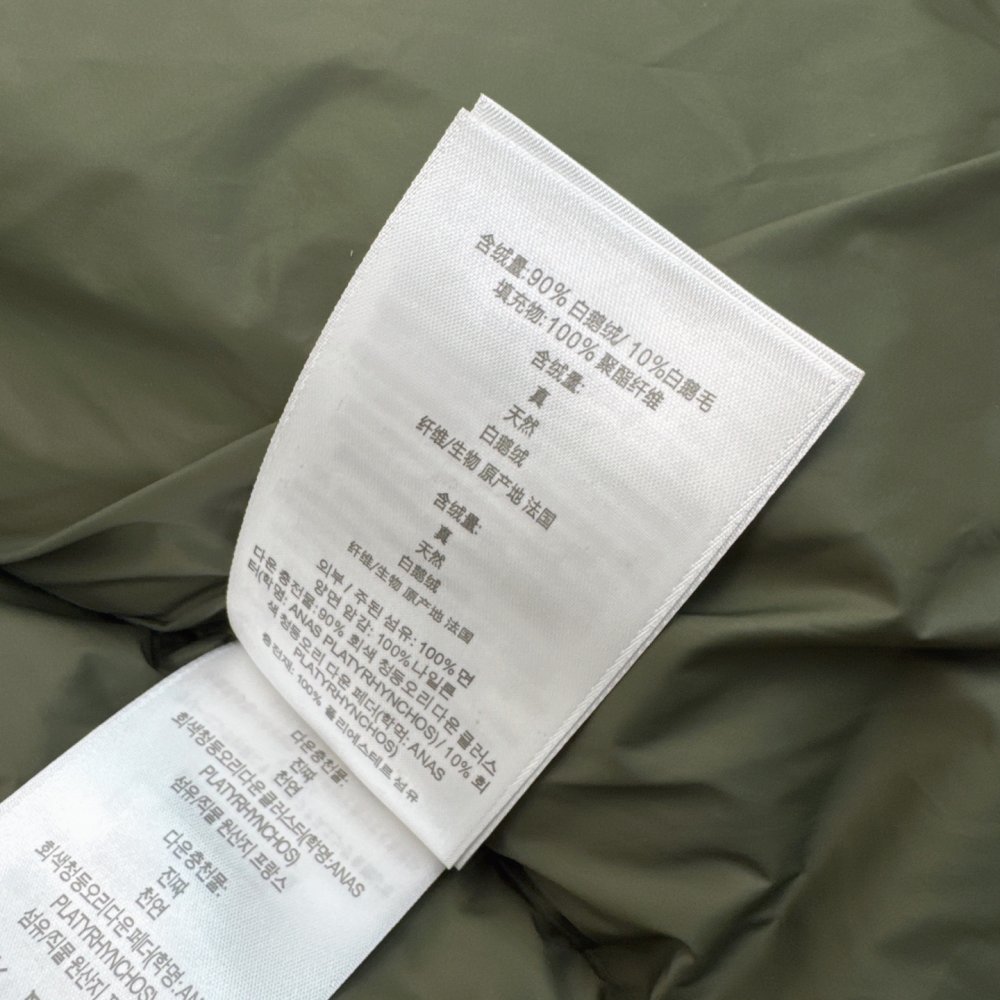 含绒量:90% 白鹅绒/ 10%白鹅毛
填充物: 100% 聚酯纤维
含绒量:
真
天然
白鹅绒
纤维/生物 原产地 法国
含绒量:
真
天然
白鹅绒
纤维/生物 原产地 法国
외부 / 주된 섬유: 100% 면
양면 암감: 100% 나일론
다운 충전물: 90% 회색 청둥오리 다운 클러스
터(학명: ANAS PLATYRHYNCHOS) / 10% 회
색 청둥오리 다운 페더(학며: ANAS
PLATYRHYNCHOS)
충전재: 100% 폴리에스테르섬유
다운충천물:
진짜
천연
회색청둥오리다운클러스터(학명:ANAS
PLATYRHYNCHOS)
섬유/직물 원산지 프랑스
다운충천물:
진짜
천연
회색청둥오리다운페더(학명:AN
PLATYRHYNCHOS)
섬유/직물 원산지 프랑